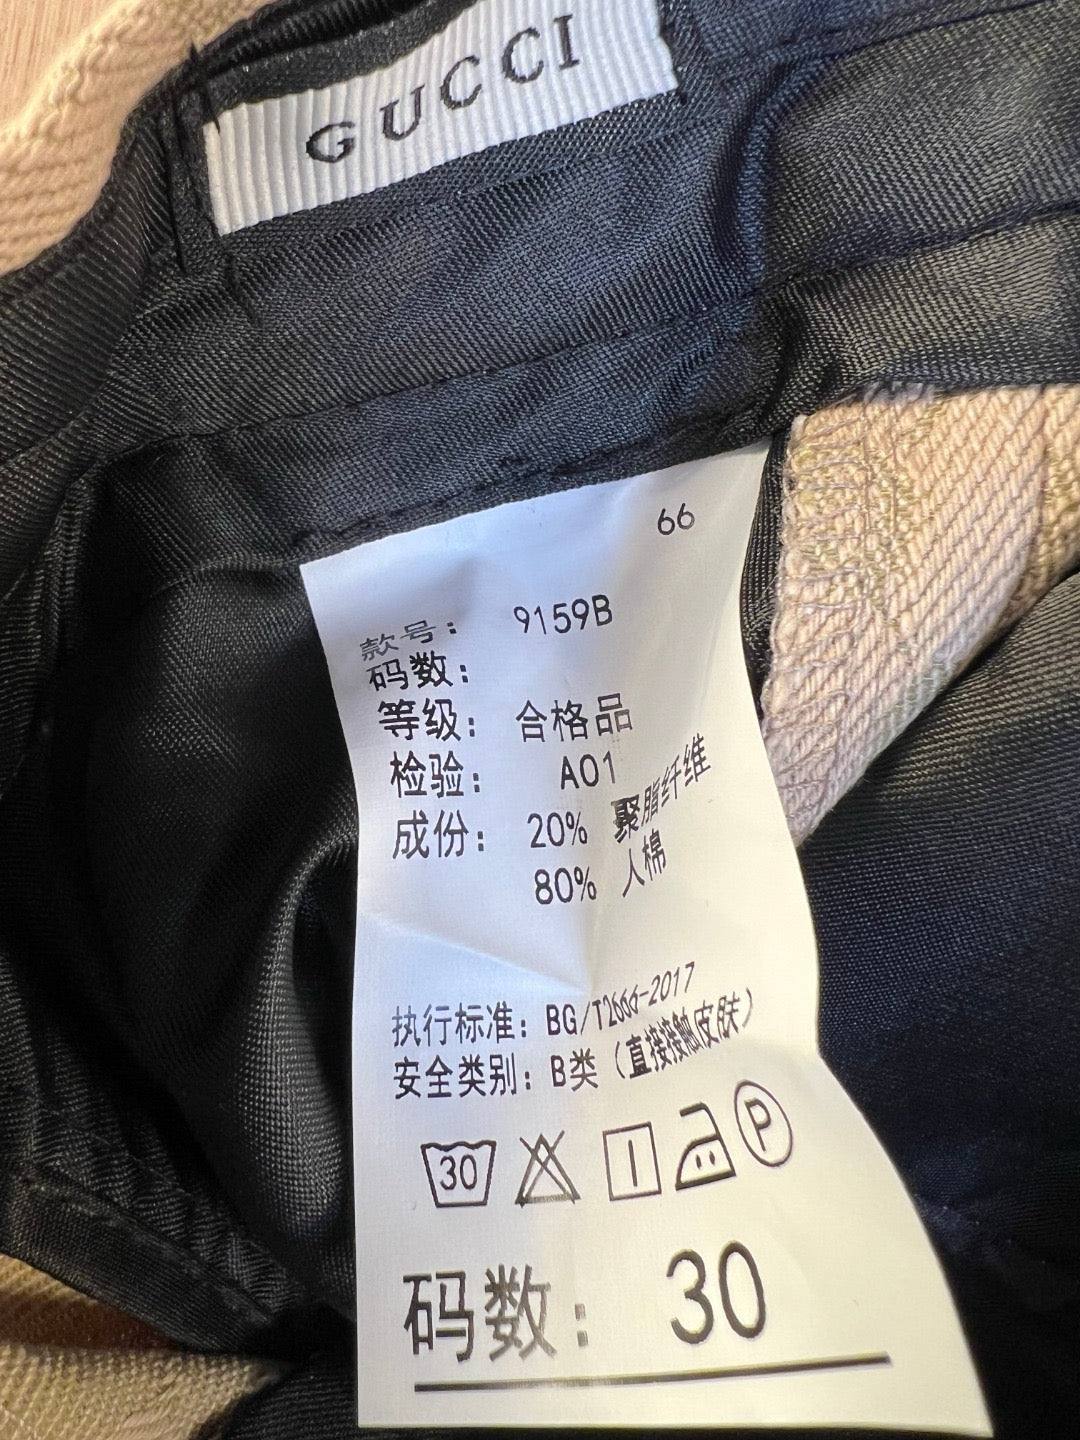 GUCCI
66
款号: 9159B
码数:
等级: 合格品
检验: A01
成份: 20% 聚脂纤维
80% 人棉
执行标准: BG/T2666-2017
安全类别: B类 (直接接触皮肤)
30 P
码数: 30